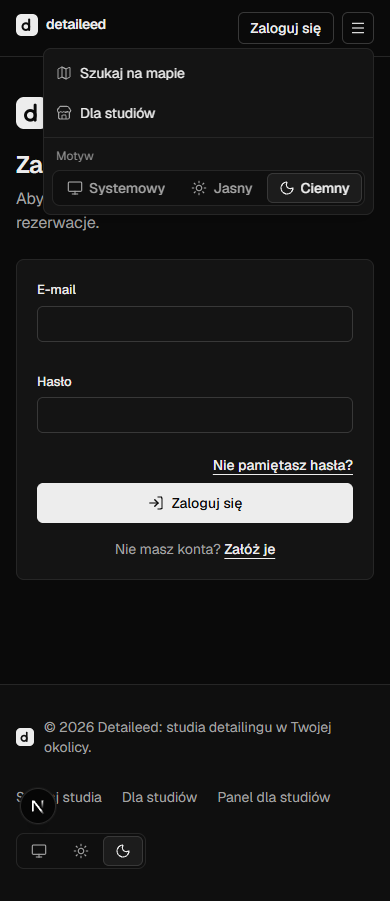 detaileed
Zaloguj się
Szukaj na mapie
Dla studiów
Motyw
Systemowy
Jasny
Ciemny
Za
Aby
rezerwacje.
E-mail
Hasło
Nie pamiętasz hasła?
Zaloguj się
Nie masz konta? Załóż je
© 2026 Detaileed: studia detailingu w Twojej
okolicy.
studia
Dla studiów
Panel dla studiów